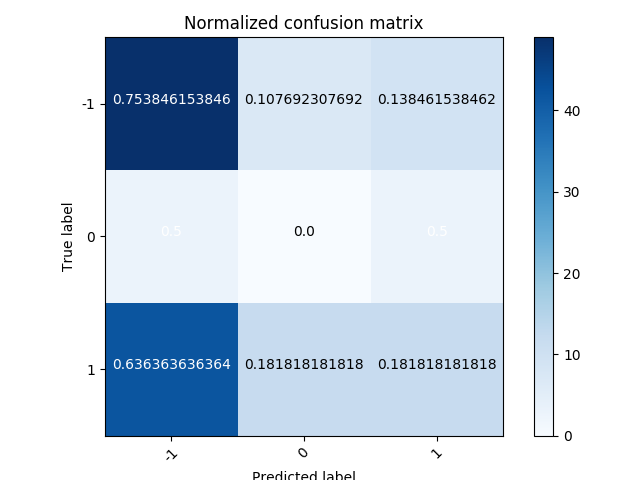 Normalized confusion matrix
-1
0.753846153846 0.107692307692 0.138461538462
0
0.5 0.0 0.5
1
0.636363636364 0.181818181818 0.181818181818
True label
-1 0 1
Predicted label
40
30
20
10
0